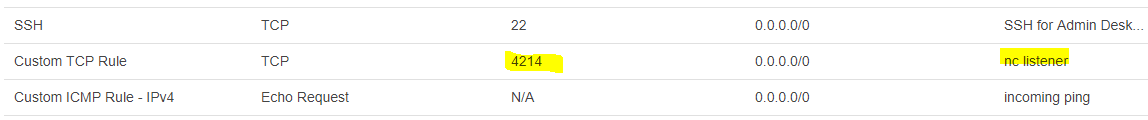 SSH TCP 22 0.0.0.0/0 SSH for Admin Desk...
Custom TCP Rule TCP 4214 0.0.0.0/0 nc listener
Custom ICMP Rule - IPv4 Echo Request N/A 0.0.0.0/0 incoming ping